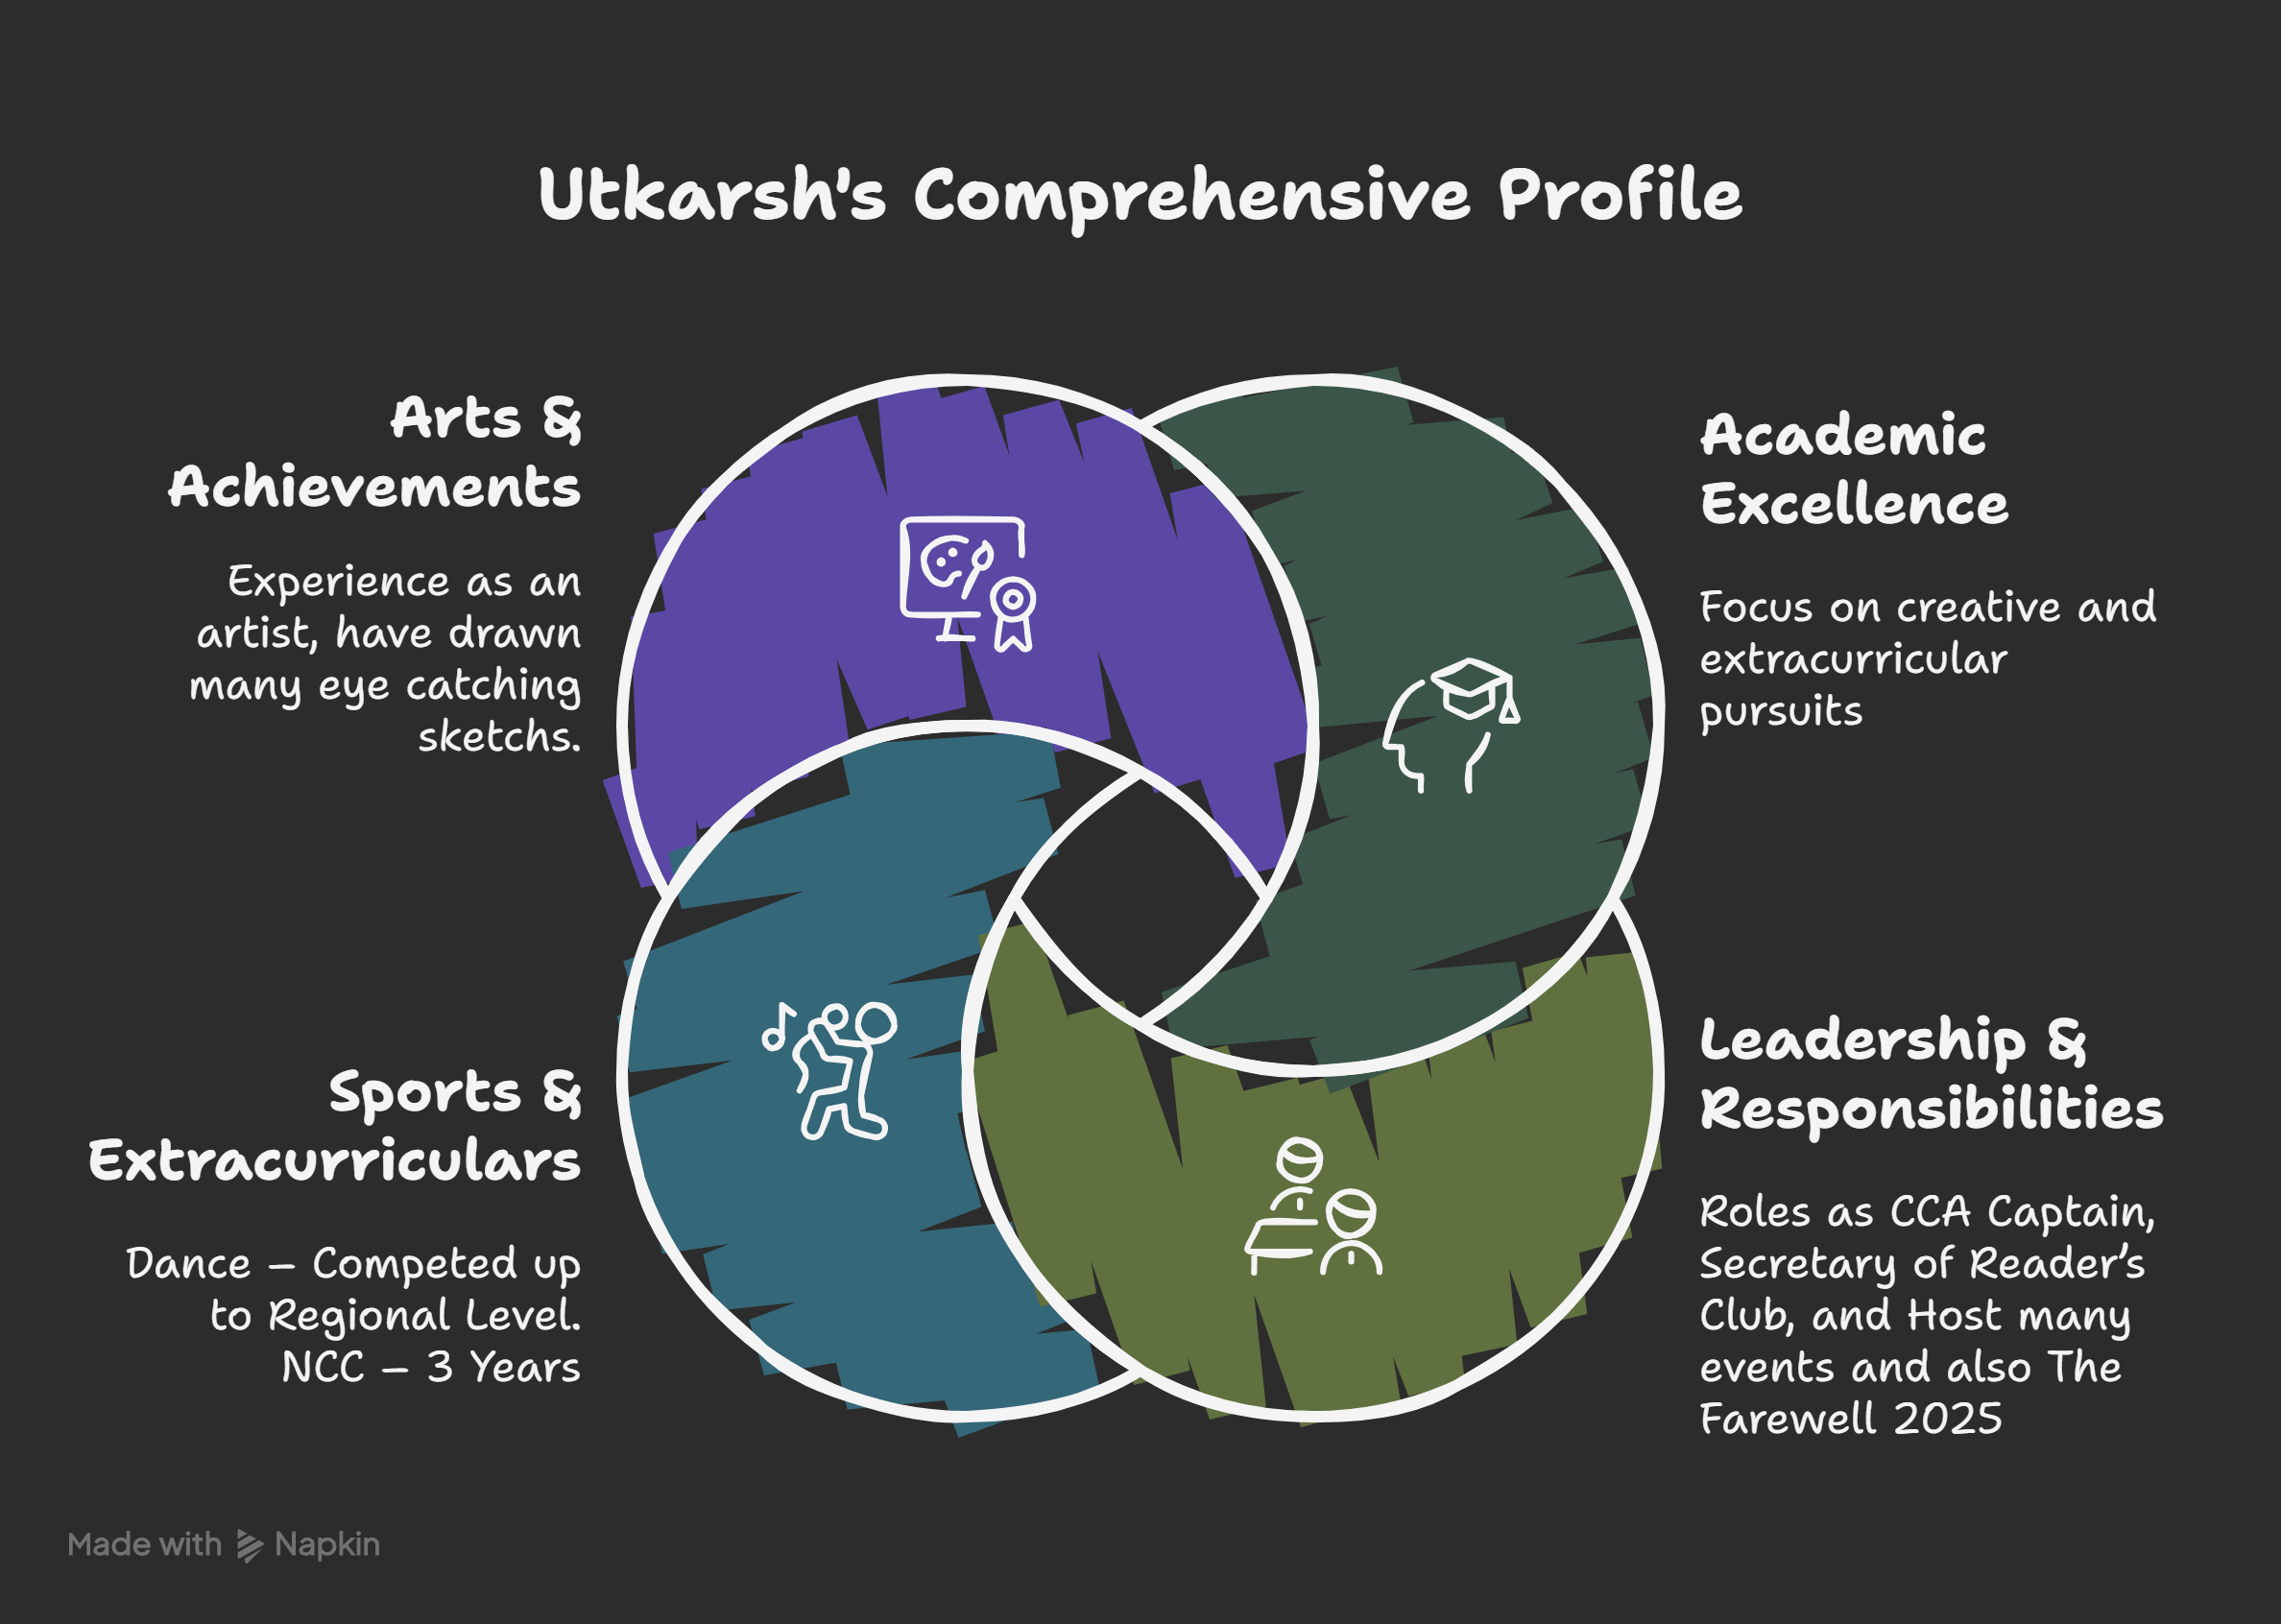 Utkarsh's Comprehensive Profile
Arts &
Achievements
Experience as an
artist, have drawn
many eye catching
sketchs.
Academic
Excellence
Focus on creative and
extracurricular
pursuits
Sports &
Extracurriculars
Dance – Competed up
to Regional Level.
NCC – 3 Years
Leadership &
Responsibilities
Roles as CCA Captain,
Secretary of Reader’s
Club, and Host many
events and also The
Farewell 2025
Made with Napkin